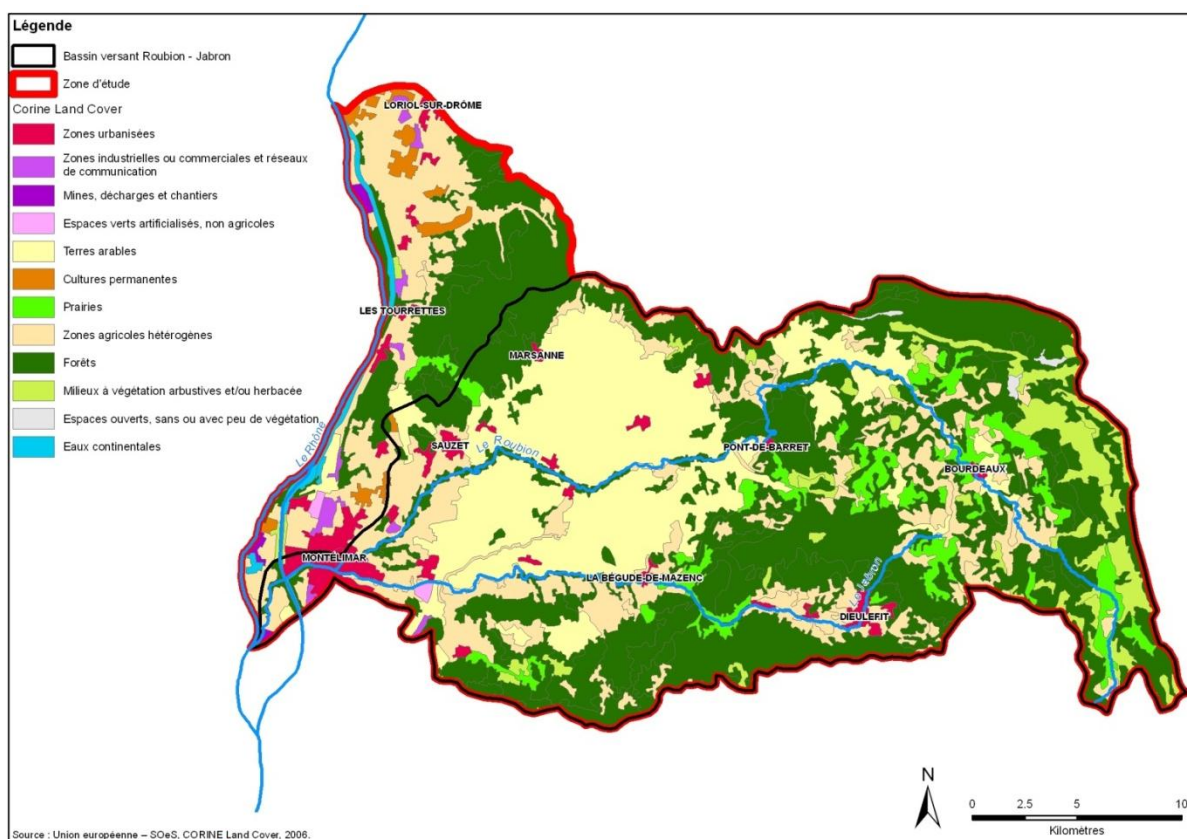 Légende
Bassin versant Roubion - Jabron
Zone d'étude
Corine Land Cover
Zones urbanisées
Zones industrielles ou commerciales et réseaux
de communication
Mines, décharges et chantiers
Espaces verts artificialisés, non agricoles
Terres arables
Cultures permanentes
Prairies
Zones agricoles hétérogènes
Forêts
Milieux à végétation arbustives et/ou herbacée
Espaces ouverts, sans ou avec peu de végétation
Eaux continentales
LORIOL-SUR-DRÔME
LES TOURRETTES
MARSANNE
SAUZET
Le Roubion
Le Rhône
PONT-DE-BARRET
BOURDEAUX
MONTÉLIMAR
LA BÉGUDE-DE-MAZENC
Le Jabron
DIEULEFIT
N
0 2.5 5 10
Kilomètres
Source : Union européenne – SOeS, CORINE Land Cover, 2006.